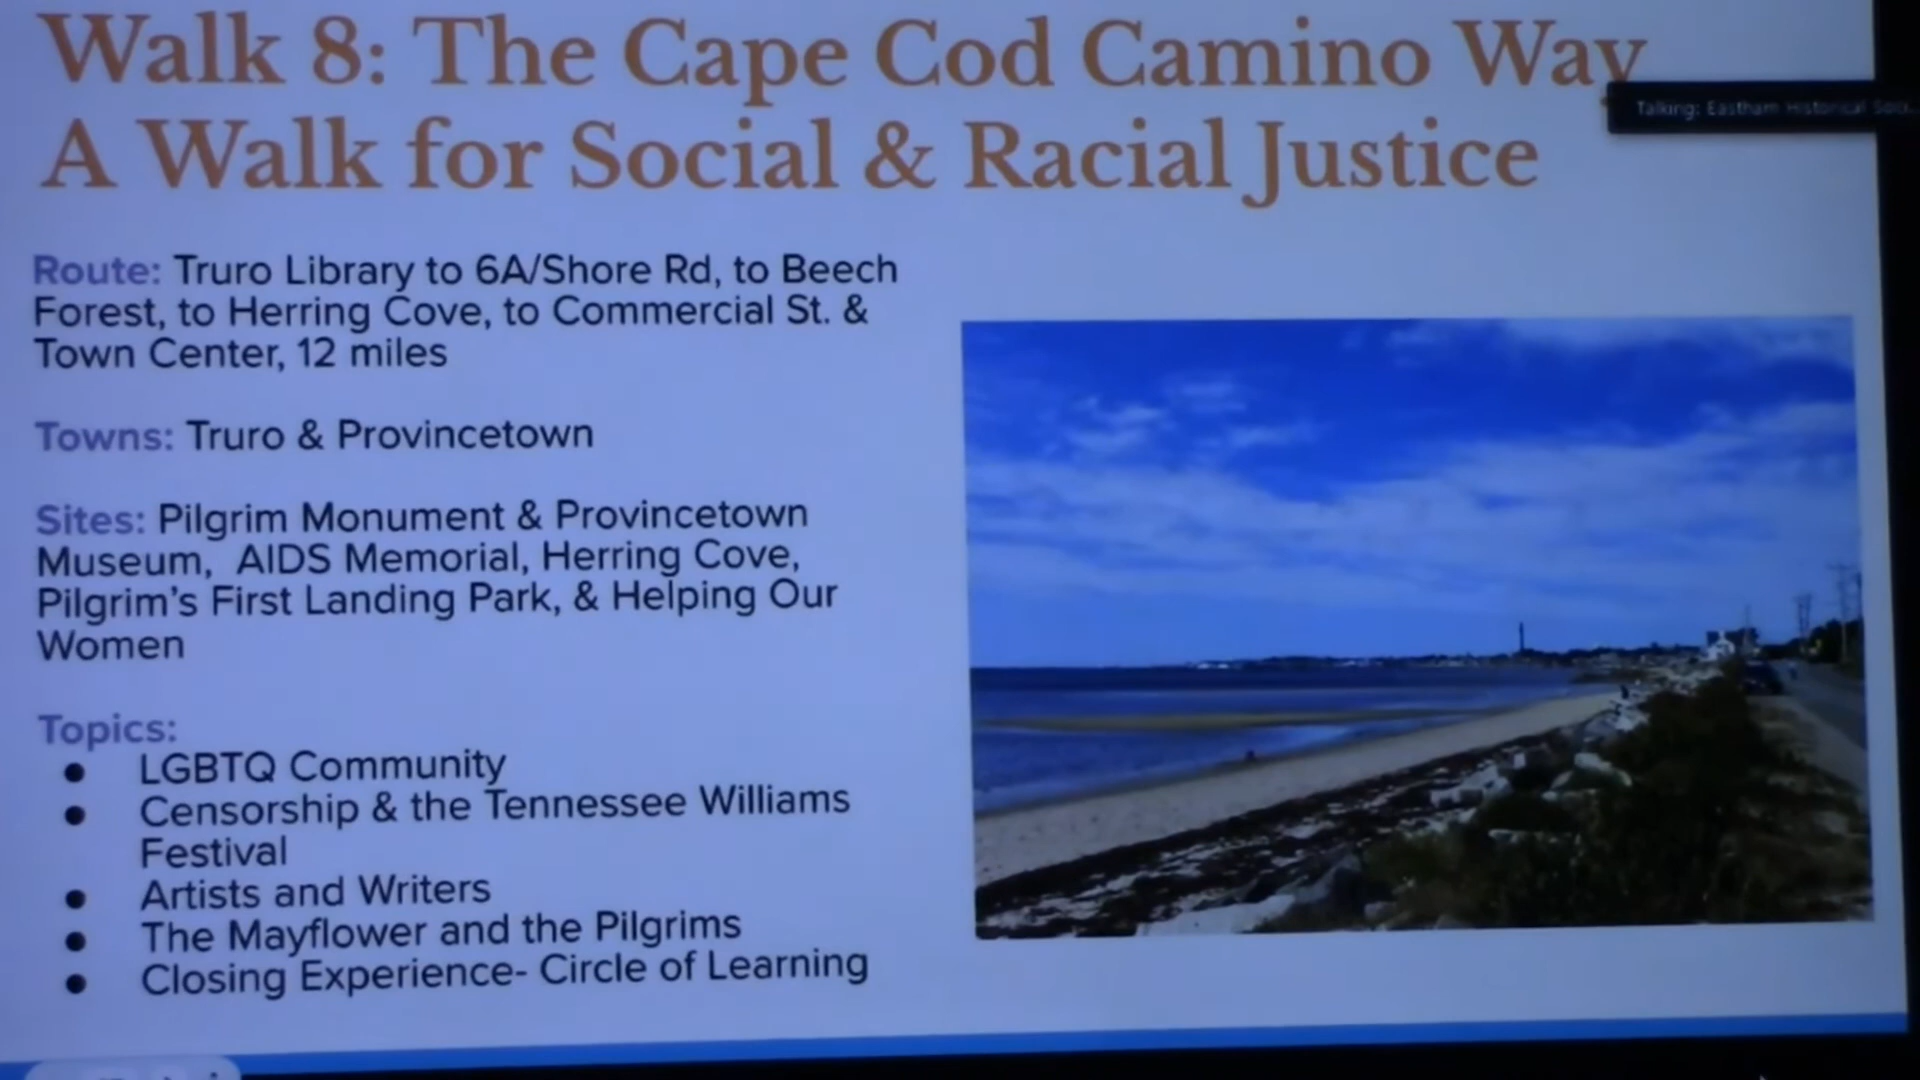 Walk 8: The Cape Cod Camino Way
A Walk for Social & Racial Justice
Talking: Eastham Historical Soci...
Route: Truro Library to 6A/Shore Rd, to Beech
Forest, to Herring Cove, to Commercial St. &
Town Center, 12 miles
Towns: Truro & Provincetown
Sites: Pilgrim Monument & Provincetown
Museum, AIDS Memorial, Herring Cove,
Pilgrim's First Landing Park, & Helping Our
Women
Topics:
● LGBTQ Community
● Censorship & the Tennessee Williams
Festival
● Artists and Writers
● The Mayflower and the Pilgrims
● Closing Experience- Circle of Learning